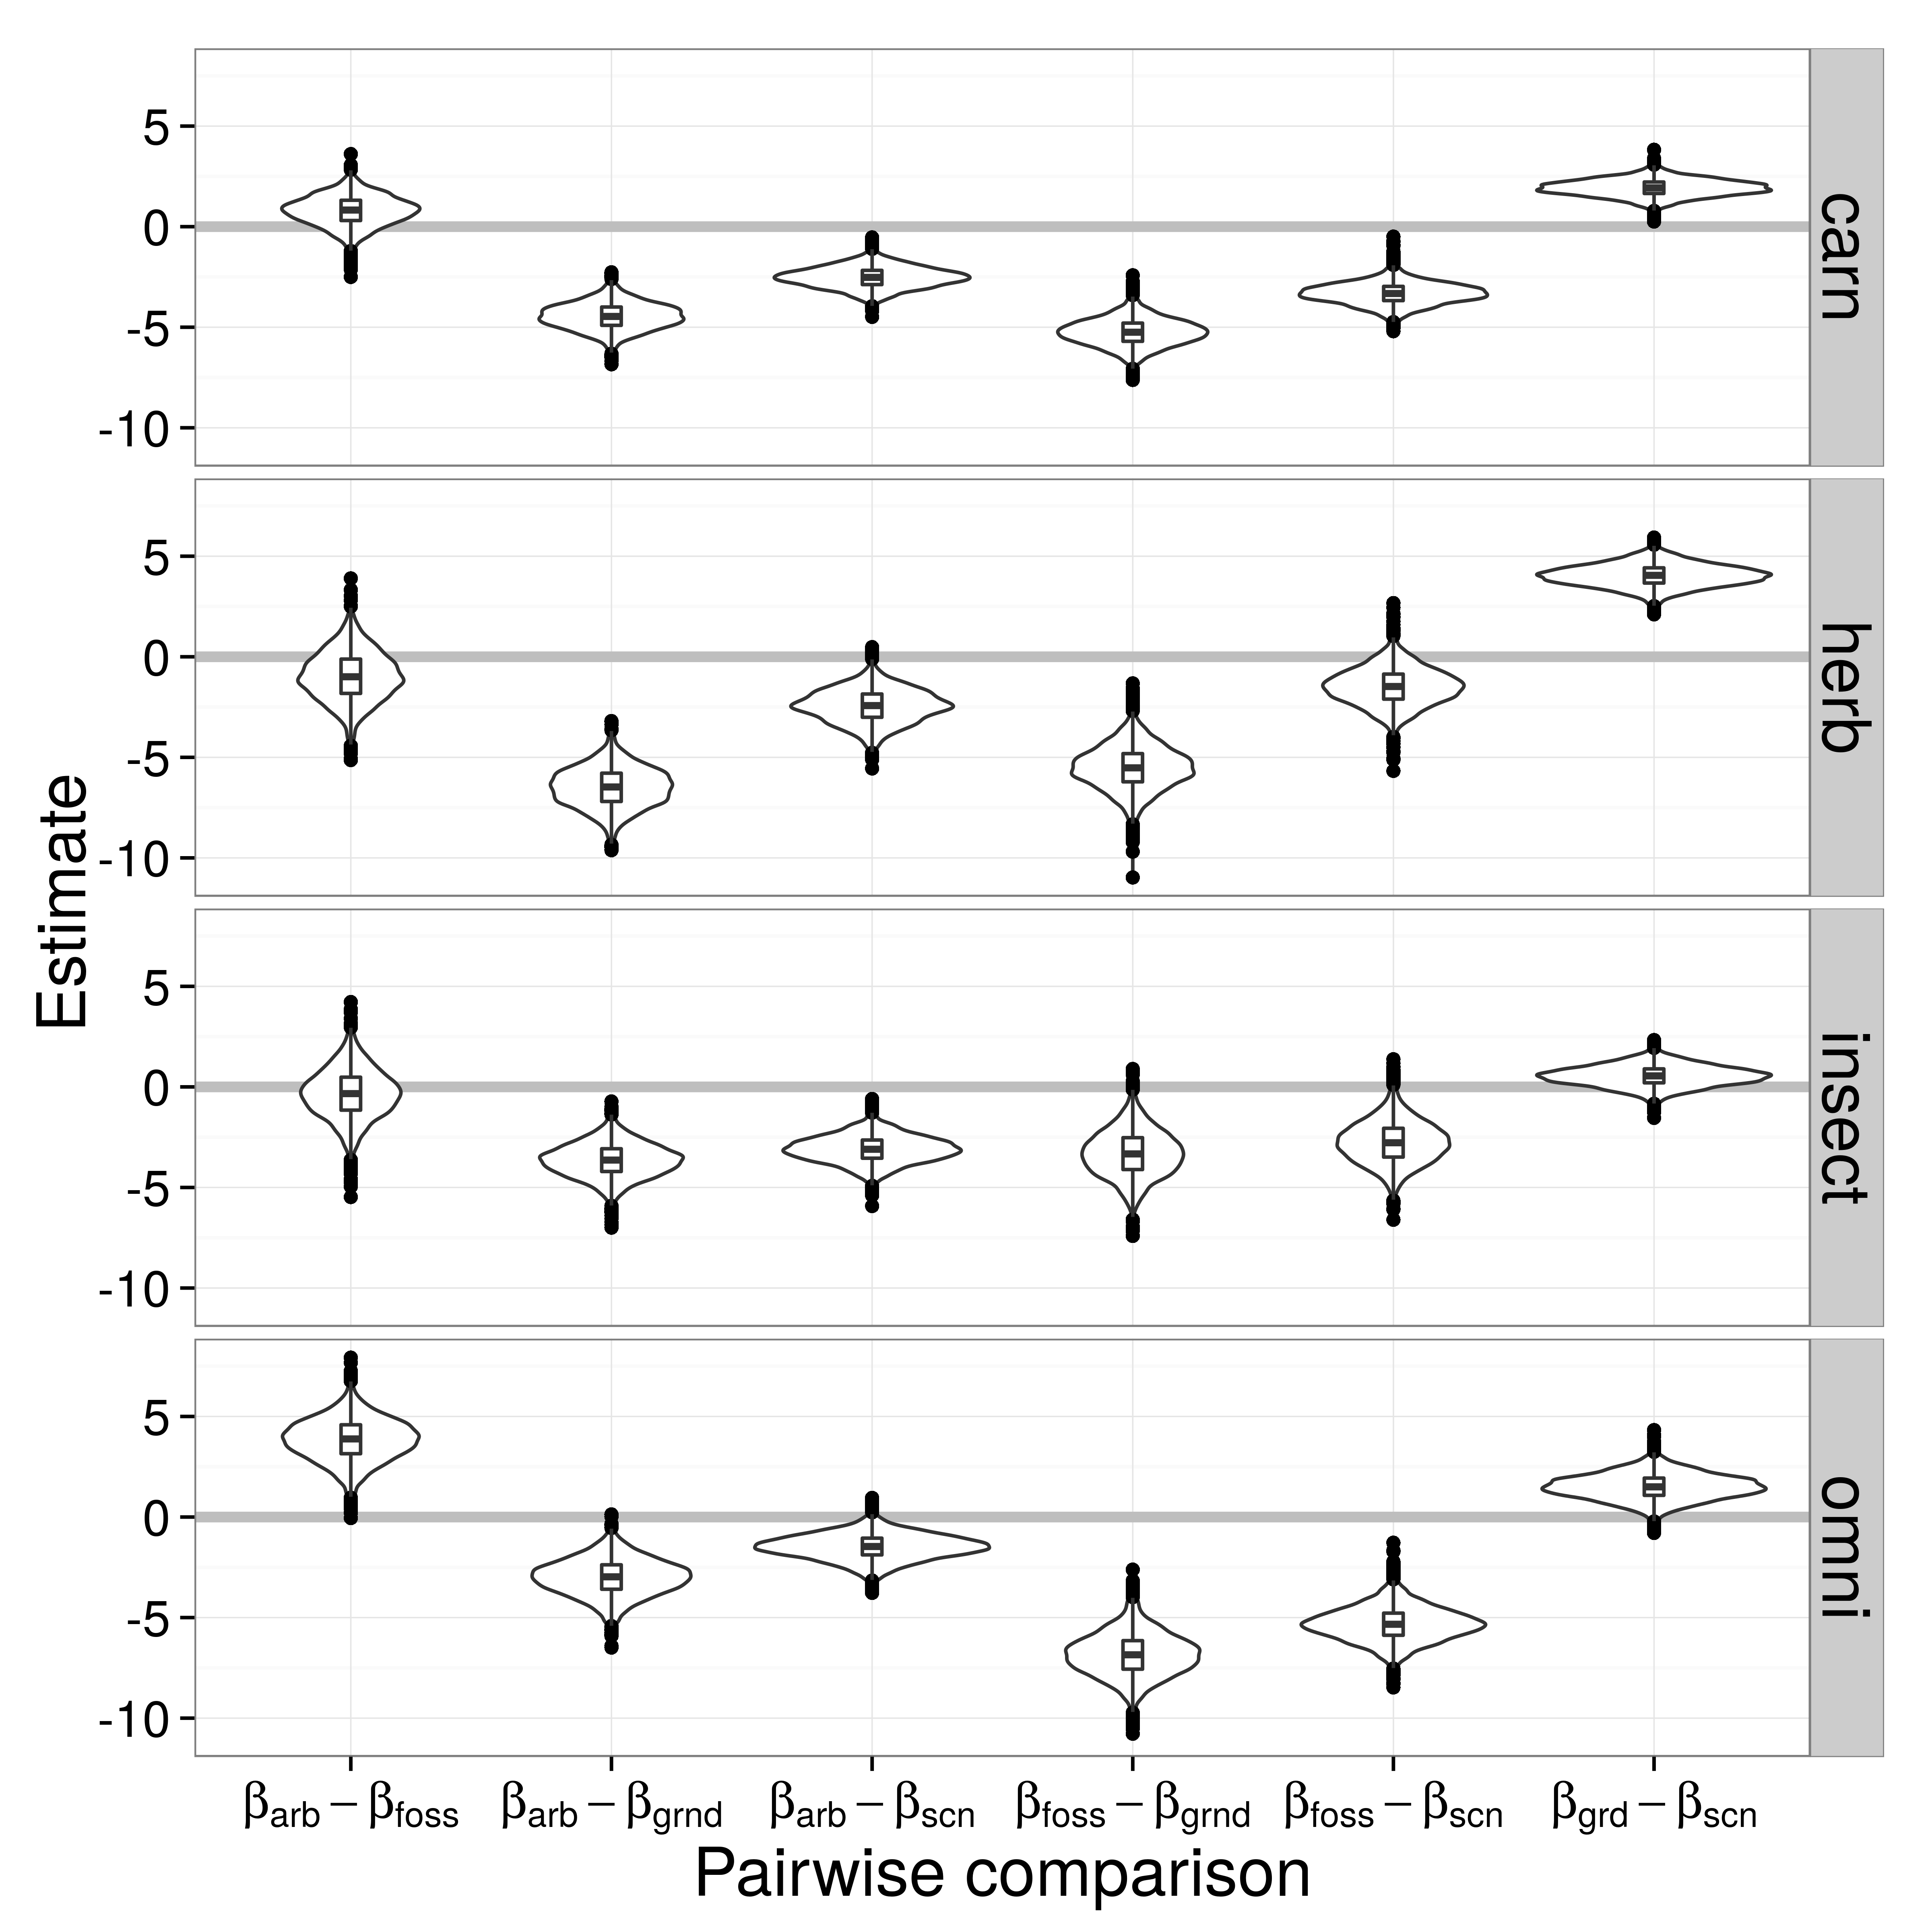 5
0
-5
-10
carn
5
0
-5
-10
herb
5
0
-5
-10
insect
5
0
-5
-10
omni
Estimate
βarb − βfoss
βarb − βgrnd
βarb − βscn
βfoss − βgrnd
βfoss − βscn
βgrd − βscn
Pairwise comparison